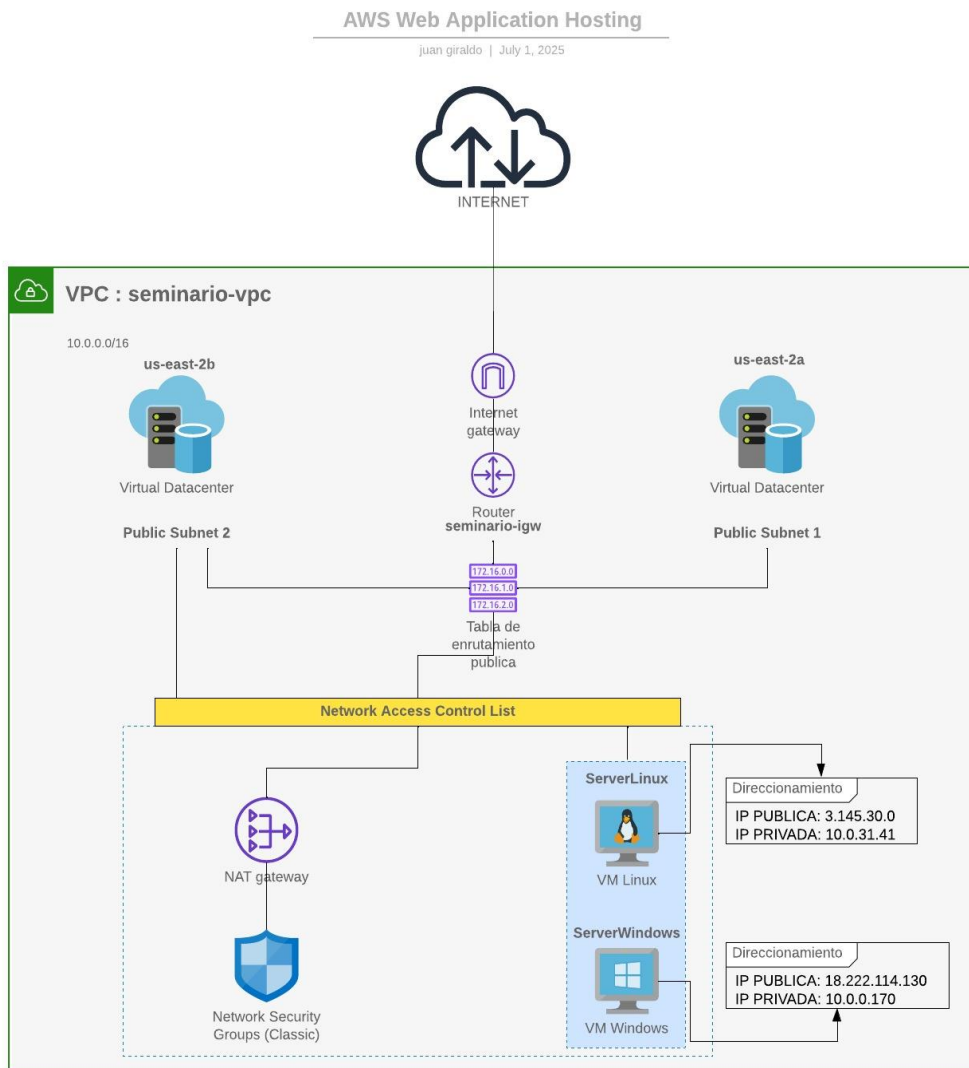 AWS Web Application Hosting
juan giraldo | July 1, 2025
INTERNET
VPC : seminario-vpc
10.0.0.0/16
us-east-2b
Virtual Datacenter
Public Subnet 2
Internet
gateway
Router
seminario-igw
us-east-2a
Virtual Datacenter
Public Subnet 1
172.16.0.0
172.16.1.0
172.16.2.0
Tabla de
enrutamiento
publica
Network Access Control List
NAT gateway
Network Security
Groups (Classic)
ServerLinux
VM Linux
Direccionamiento
IP PUBLICA: 3.145.30.0
IP PRIVADA: 10.0.31.41
ServerWindows
VM Windows
Direccionamiento
IP PUBLICA: 18.222.114.130
IP PRIVADA: 10.0.0.170